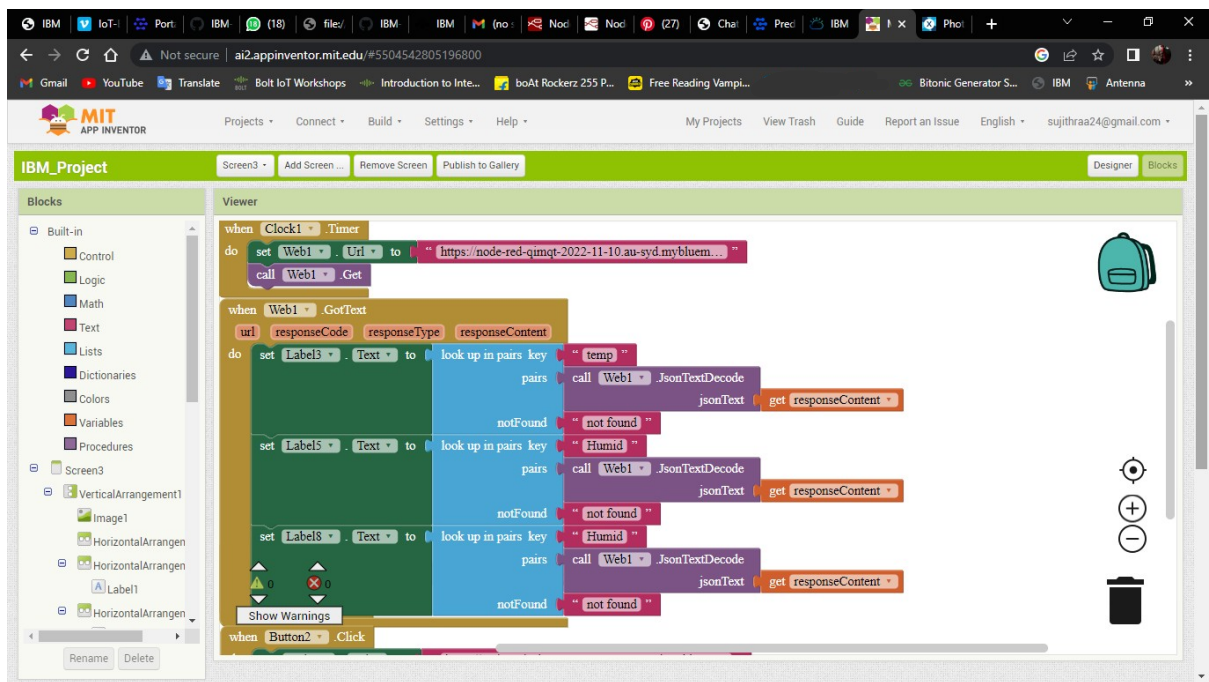 IBM IoT-I Port: IBM- (18) file:/. IBM- IBM (no : Nod Nod (27) Chat Pred IBM Phot
Not secure ai2.appinventor.mit.edu/#5504542805196800
Gmail YouTube Translate Bolt IoT Workshops Introduction to Inte... boAt Rockerz 255 P... Free Reading Vampi... Bitonic Generator S... IBM Antenna »
MIT
APP INVENTOR
Projects Connect Build Settings Help My Projects View Trash Guide Report an Issue English sujithraa24@gmail.com
IBM_Project Screen3 Add Screen ... Remove Screen Publish to Gallery Designer Blocks
Blocks Viewer
Built-in
Control
Logic
Math
Text
Lists
Dictionaries
Colors
Variables
Procedures
Screen3
VerticalArrangement1
Image1
HorizontalArrangen
HorizontalArrangen
Label1
HorizontalArrangen
Rename Delete
when Clock1 .Timer
do set Web1 . Url to " https://node-red-qimqt-2022-11-10.au-syd.mybluem… "
call Web1 .Get
when Web1 .GotText
url responseCode responseType responseContent
do set Label3 . Text to look up in pairs key " temp "
pairs call Web1 .JsonTextDecode
jsonText get responseContent
notFound " not found "
set Label5 . Text to look up in pairs key " Humid "
pairs call Web1 .JsonTextDecode
jsonText get responseContent
notFound " not found "
set Label8 . Text to look up in pairs key " Humid "
pairs call Web1 .JsonTextDecode
jsonText get responseContent
notFound " not found "
0 0
Show Warnings
when Button2 .Click